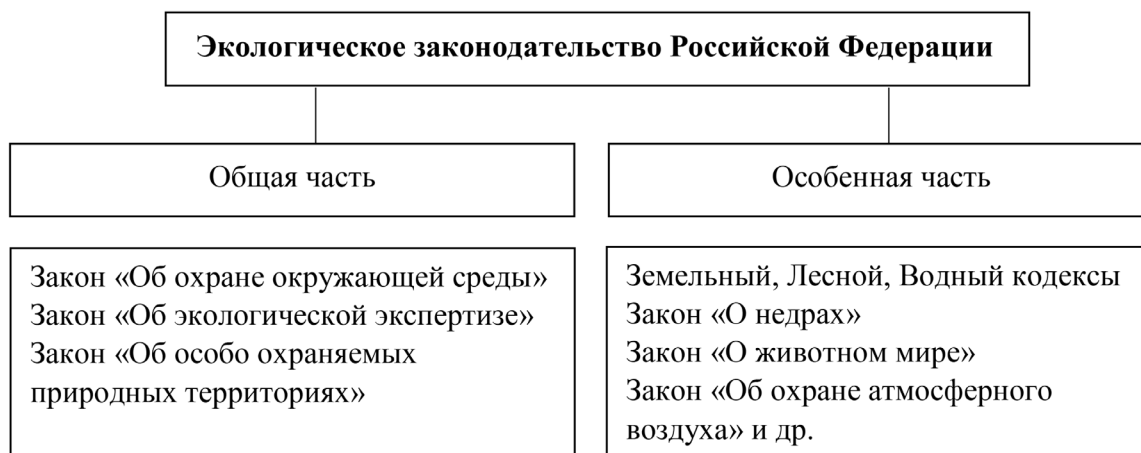 Экологическое законодательство Российской Федерации
Общая часть
Особенная часть
Закон «Об охране окружающей среды»
Закон «Об экологической экспертизе»
Закон «Об особо охраняемых
природных территориях»
Земельный, Лесной, Водный кодексы
Закон «О недрах»
Закон «О животном мире»
Закон «Об охране атмосферного
воздуха» и др.